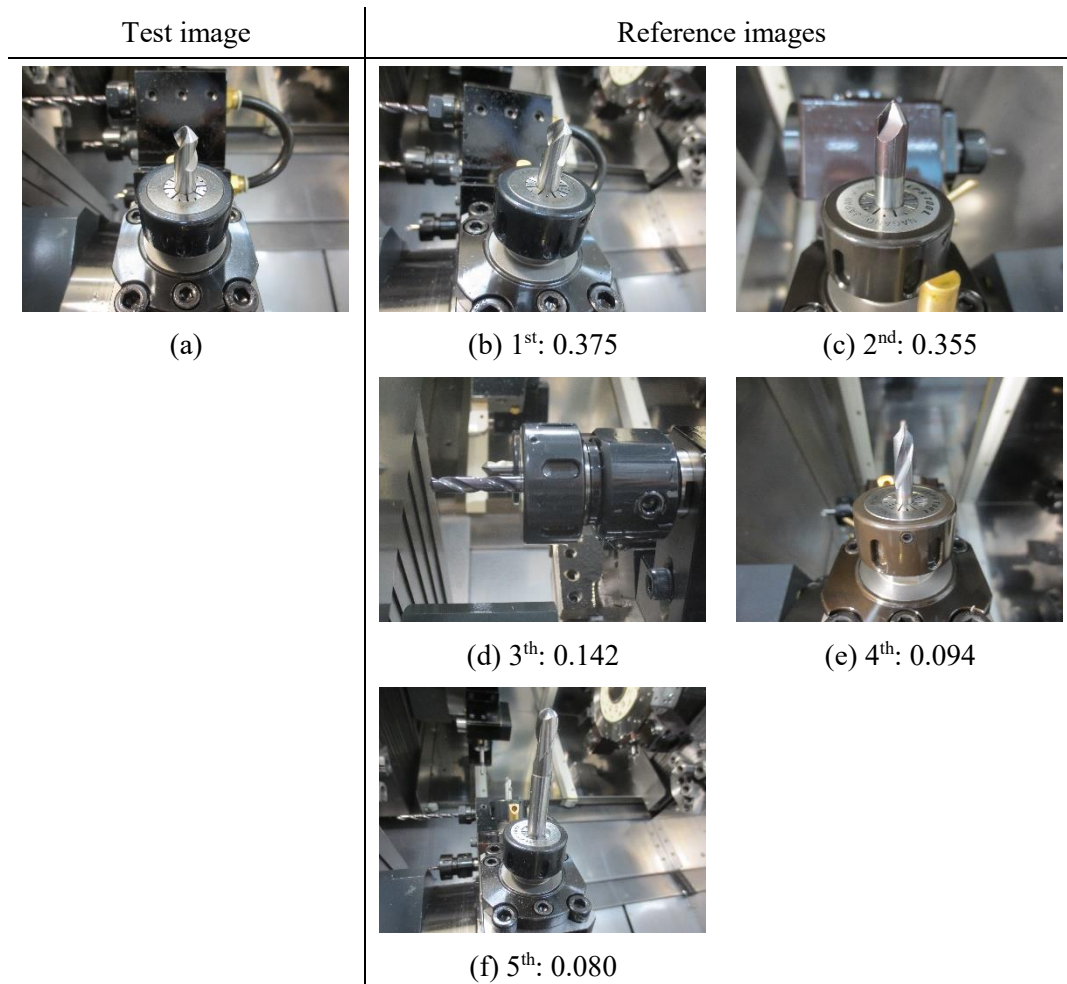 Test image
Reference images
(a)
(b) 1st: 0.375
(c) 2nd: 0.355
(d) 3th: 0.142
(e) 4th: 0.094
(f) 5th: 0.080